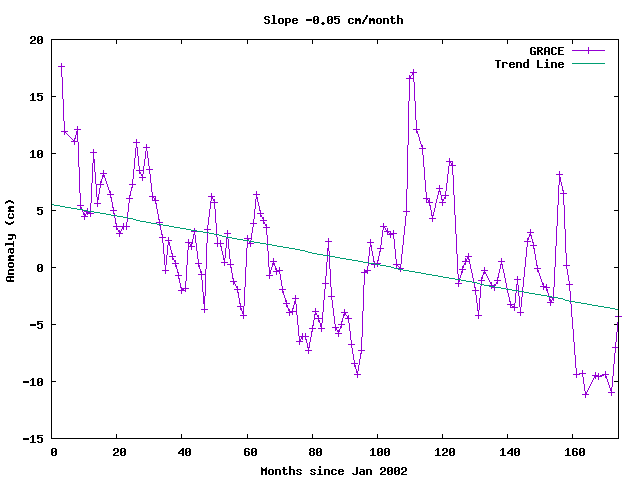 Slope -0.05 cm/month
GRACE
Trend Line
20
15
10
5
0
-5
-10
-15
Anomaly (cm)
0 20 40 60 80 100 120 140 160
Months since Jan 2002